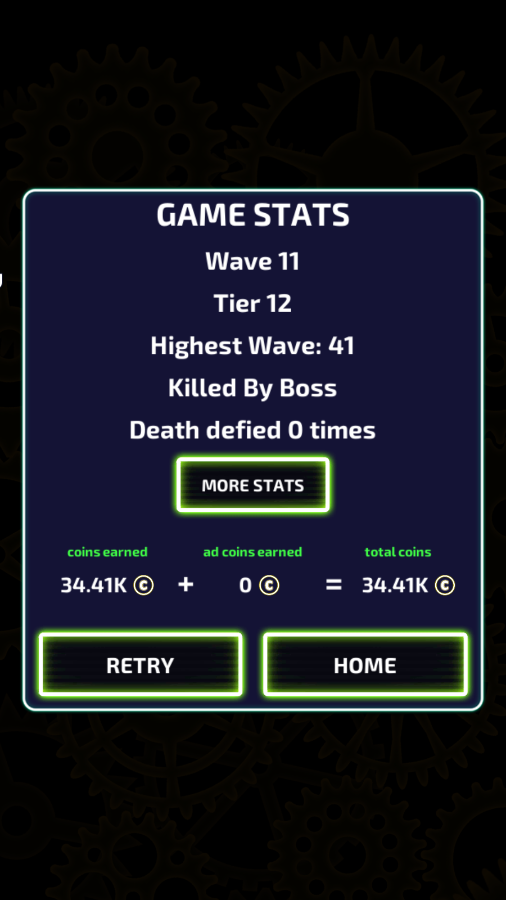 GAME STATS
Wave 11
Tier 12
Highest Wave: 41
Killed By Boss
Death defied 0 times
MORE STATS
coins earned ad coins earned total coins
34.41K © + 0 © = 34.41K ©
RETRY HOME